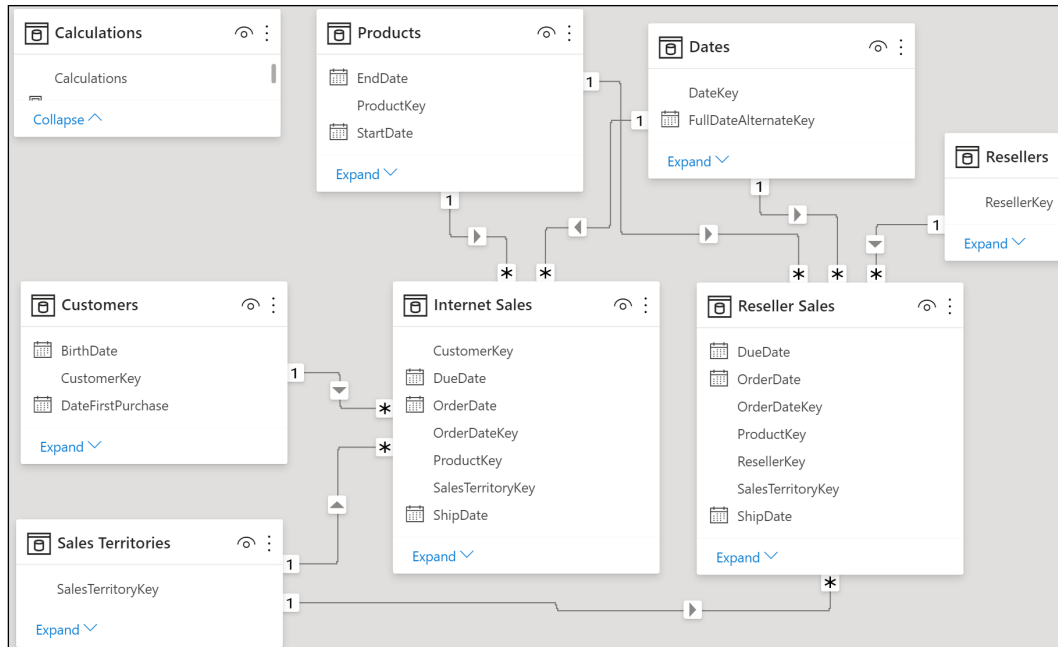 Calculations
Calculations
Collapse
Products
EndDate
ProductKey
StartDate
Expand
Dates
DateKey
FullDateAlternateKey
Expand
Resellers
ResellerKey
Expand
1
1
1
1
1
*
*
*
*
*
Customers
BirthDate
CustomerKey
DateFirstPurchase
Expand
1
*
*
Internet Sales
CustomerKey
DueDate
OrderDate
OrderDateKey
ProductKey
SalesTerritoryKey
ShipDate
Expand
Reseller Sales
DueDate
OrderDate
OrderDateKey
ProductKey
ResellerKey
SalesTerritoryKey
ShipDate
Expand
Sales Territories
SalesTerritoryKey
Expand
1
1
*